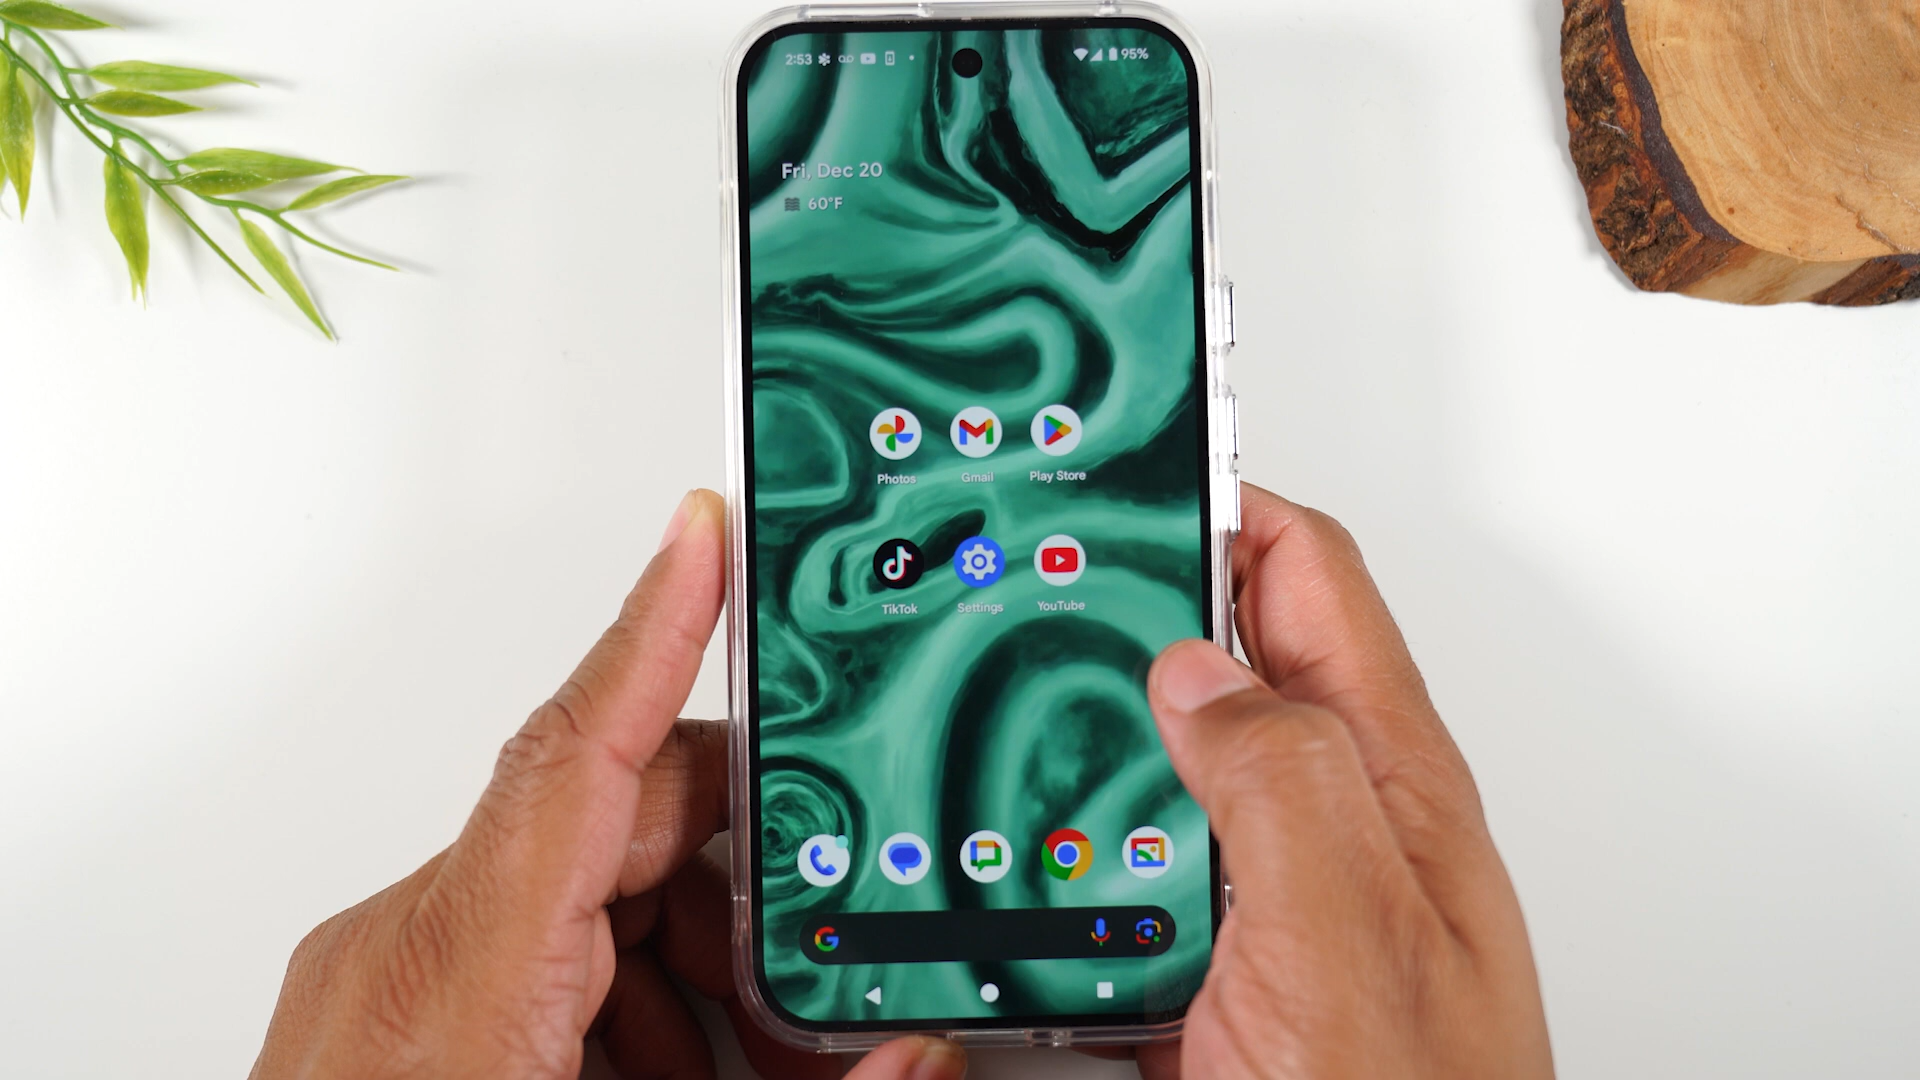 2:53 95%
Fri, Dec 20
60°F
Photos Gmail Play Store
TikTok Settings YouTube